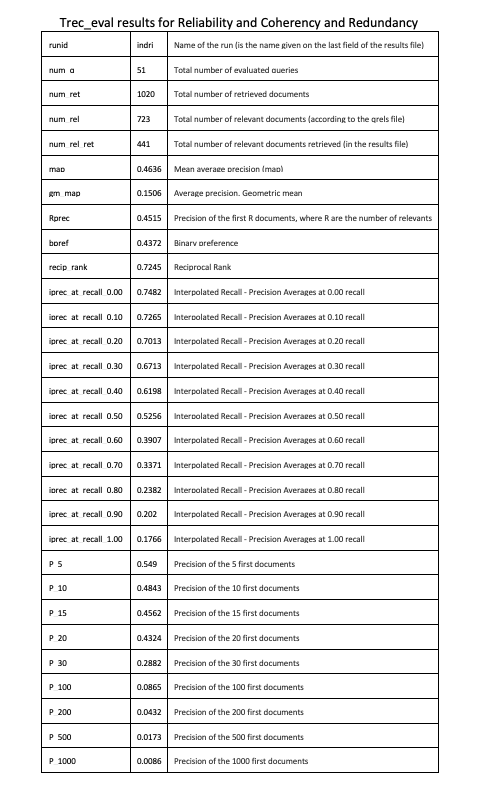 Trec_eval results for Reliability and Coherency and Redundancy
runid indri Name of the run (is the name given on the last field of the results file)
num_q 51 Total number of evaluated queries
num_ret 1020 Total number of retrieved documents
num_rel 723 Total number of relevant documents (according to the qrels file)
num_rel_ret 441 Total number of relevant documents retrieved (in the results file)
map 0.4636 Mean average precision (map)
gm_map 0.1506 Average precision. Geometric mean
Rprec 0.4515 Precision of the first R documents, where R are the number of relevants
bpref 0.4372 Binary preference
recip_rank 0.7245 Reciprocal Rank
iprec_at_recall_0.00 0.7482 Interpolated Recall - Precision Averages at 0.00 recall
iprec_at_recall_0.10 0.7265 Interpolated Recall - Precision Averages at 0.10 recall
iprec_at_recall_0.20 0.7013 Interpolated Recall - Precision Averages at 0.20 recall
iprec_at_recall_0.30 0.6713 Interpolated Recall - Precision Averages at 0.30 recall
iprec_at_recall_0.40 0.6198 Interpolated Recall - Precision Averages at 0.40 recall
iprec_at_recall_0.50 0.5256 Interpolated Recall - Precision Averages at 0.50 recall
iprec_at_recall_0.60 0.3907 Interpolated Recall - Precision Averages at 0.60 recall
iprec_at_recall_0.70 0.3371 Interpolated Recall - Precision Averages at 0.70 recall
iprec_at_recall_0.80 0.2382 Interpolated Recall - Precision Averages at 0.80 recall
iprec_at_recall_0.90 0.202 Interpolated Recall - Precision Averages at 0.90 recall
iprec_at_recall_1.00 0.1766 Interpolated Recall - Precision Averages at 1.00 recall
P_5 0.549 Precision of the 5 first documents
P_10 0.4843 Precision of the 10 first documents
P_15 0.4562 Precision of the 15 first documents
P_20 0.4324 Precision of the 20 first documents
P_30 0.2882 Precision of the 30 first documents
P_100 0.0865 Precision of the 100 first documents
P_200 0.0432 Precision of the 200 first documents
P_500 0.0173 Precision of the 500 first documents
P_1000 0.0086 Precision of the 1000 first documents